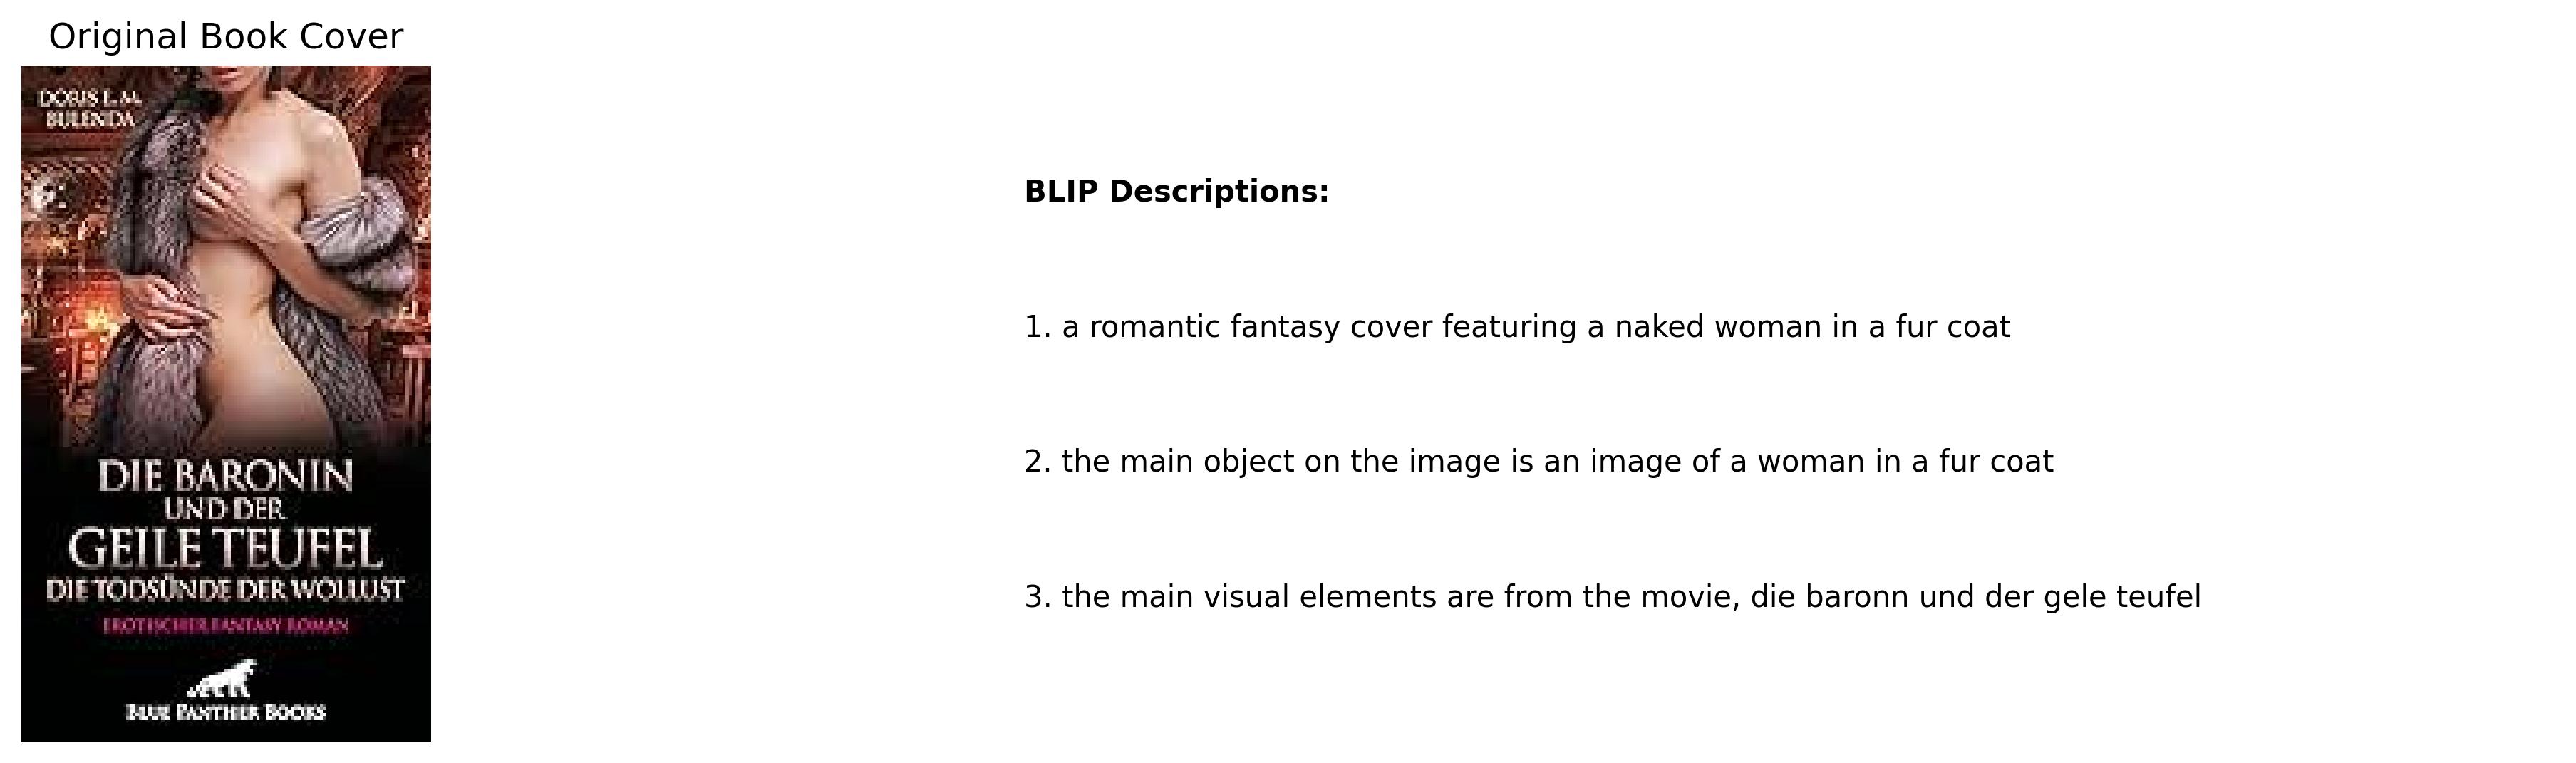 Original Book Cover
DORIS E. M.
BULENDA
DIE BARONIN
UND DER
GEILE TEUFEL
DIE TODSÜNDE DER WOLLUST
EROTISCHER FANTASY ROMAN
BLUE PANTHER BOOKS
BLIP Descriptions:
1. a romantic fantasy cover featuring a naked woman in a fur coat
2. the main object on the image is an image of a woman in a fur coat
3. the main visual elements are from the movie, die baronn und der gele teufel